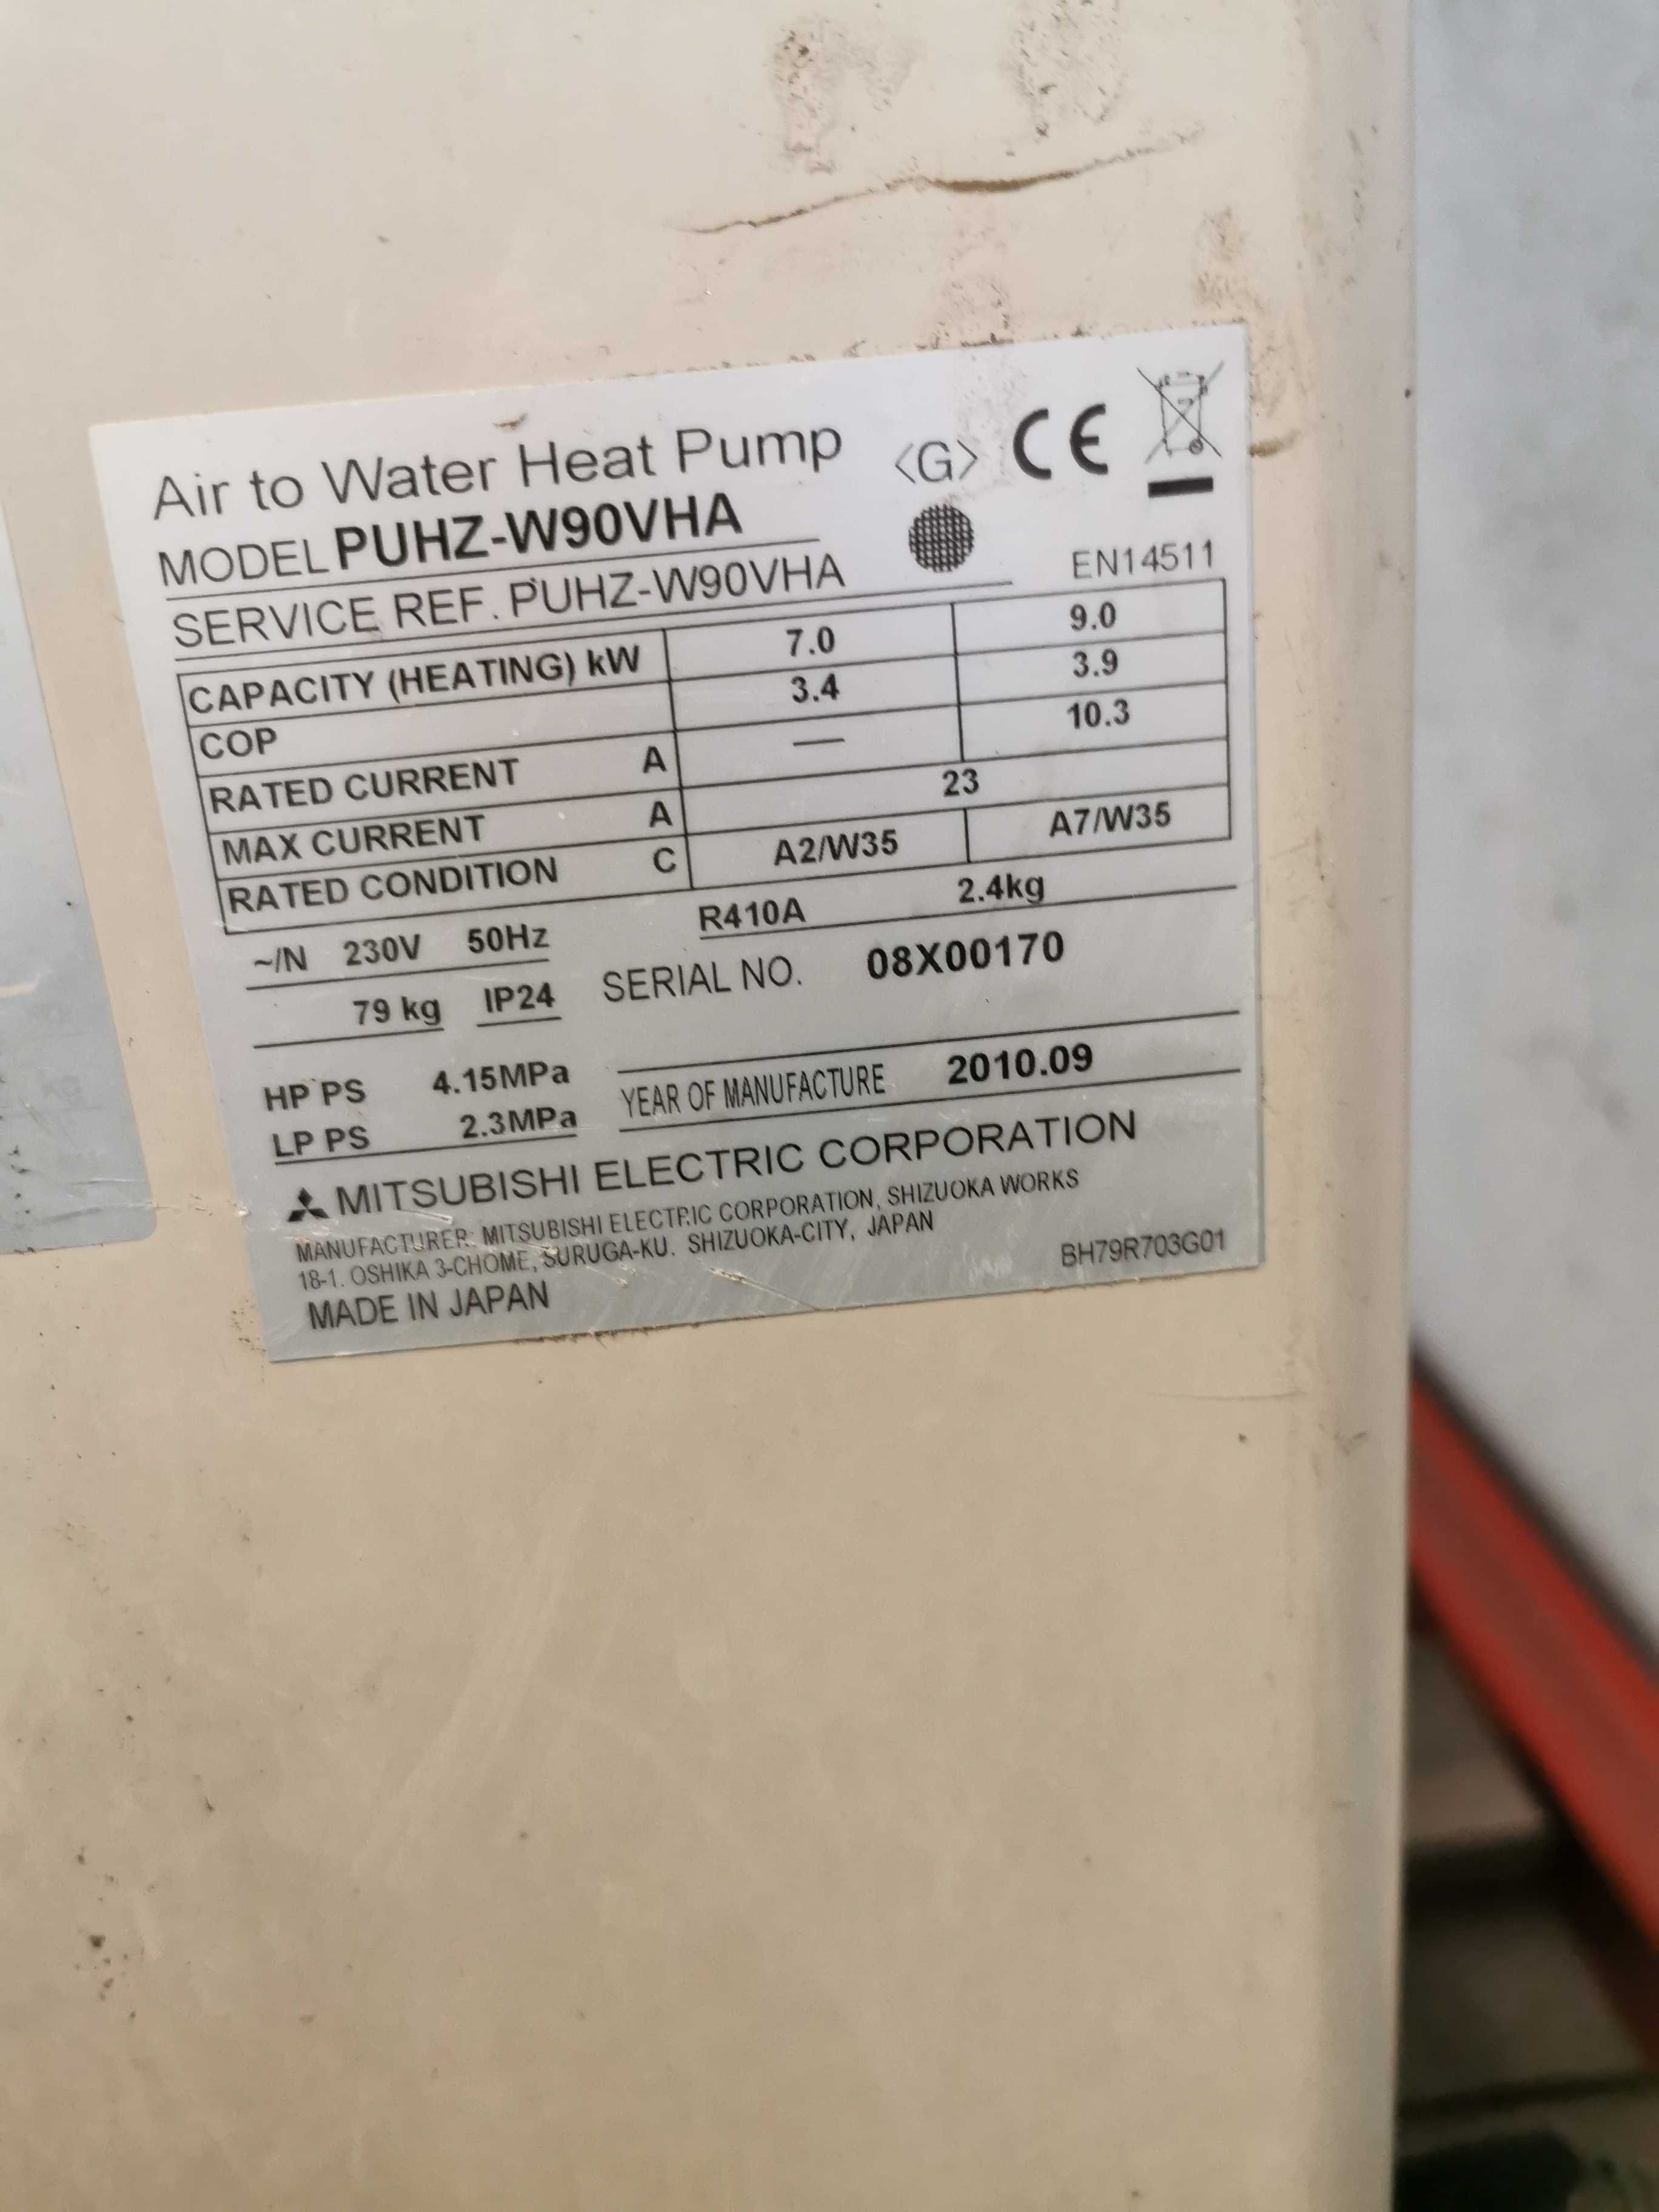 Air to Water Heat Pump <G> CE
MODEL PUHZ-W90VHA
SERVICE REF. PUHZ-W90VHA EN14511
CAPACITY (HEATING) kW 7.0 9.0
COP 3.4 3.9
RATED CURRENT A — 10.3
MAX CURRENT A 23
RATED CONDITION C A2/W35 A7/W35
~/N 230V 50Hz R410A 2.4kg
79 kg IP24 SERIAL NO. 08X00170
HP PS 4.15MPa
LP PS 2.3MPa
YEAR OF MANUFACTURE 2010.09
MITSUBISHI ELECTRIC CORPORATION
MANUFACTURER: MITSUBISHI ELECTRIC CORPORATION, SHIZUOKA WORKS
18-1. OSHIKA 3-CHOME, SURUGA-KU. SHIZUOKA-CITY, JAPAN
MADE IN JAPAN BH79R703G01